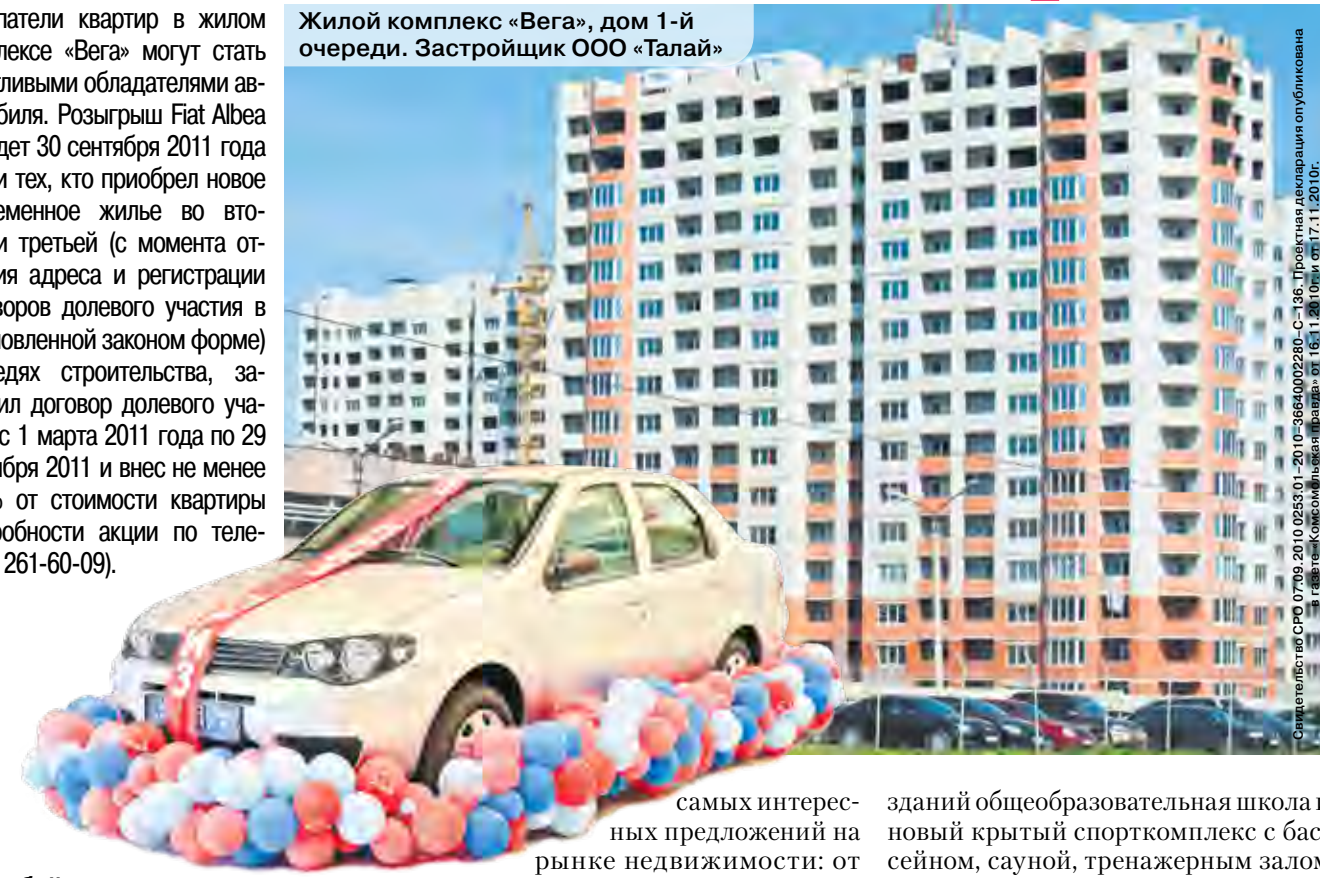 Жилой комплекс «Вега», дом 1-й
очереди. Застройщик ООО «Талай»
патели квартир в жилом
лексе «Вега» могут стать
тливыми обладателями ав-
биля. Розыгрыш Fiat Albea
дет 30 сентября 2011 года
и тех, кто приобрел новое
еменное жилье во вто-
и третьей (с момента от-
ия адреса и регистрации
воров долевого участия в
новленной законом форме)
едях строительства, за-
ил договор долевого уча-
с 1 марта 2011 года по 29
ября 2011 и внес не менее
от стоимости квартиры
робности акции по теле-
261-60-09).
Свидетельство СРО 07.09.2010 0253.01–2010–36640002280–С–136. Проектная декларация опубликована
в газете «Комсомольская правда» от 16.11.2010г. и от 17.11.2010г.
самых интерес-
ных предложений на
рынке недвижимости: от
зданий общеобразовательная школа
новый крытый спорткомплекс с бас-
сейном, сауной, тренажерным залом